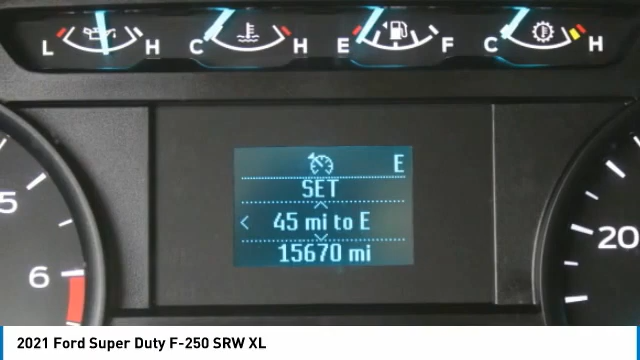 L H C H E F C H
E
SET
45 mi to E
15670 mi
5
6
20
2021 Ford Super Duty F-250 SRW XL